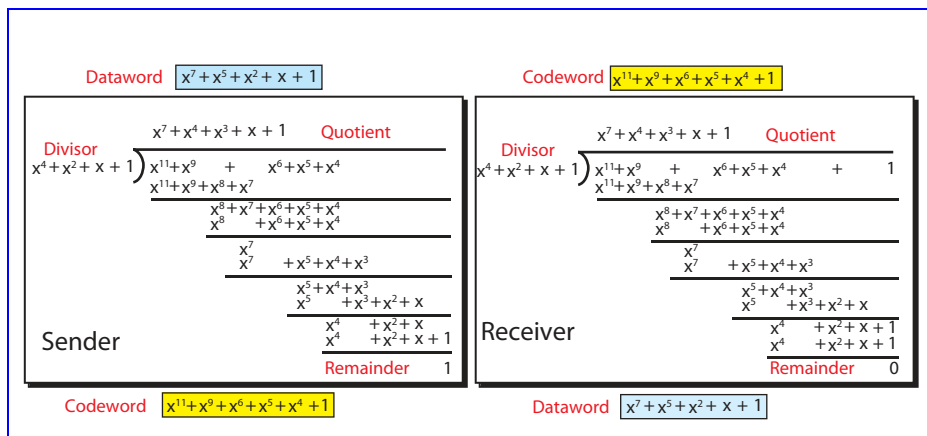 Dataword x⁷ + x⁵ + x² + x + 1
x⁷ + x⁴ + x³ + x + 1 Quotient
Divisor
x⁴ + x² + x + 1 x¹¹ + x⁹ + x⁶ + x⁵ + x⁴
x¹¹ + x⁹ + x⁸ + x⁷
x⁸ + x⁷ + x⁶ + x⁵ + x⁴
x⁸ + x⁶ + x⁵ + x⁴
x⁷
x⁷ + x⁵ + x⁴ + x³
x⁵ + x⁴ + x³
x⁵ + x³ + x² + x
x⁴ + x² + x
x⁴ + x² + x + 1
Sender
Remainder 1
Codeword x¹¹ + x⁹ + x⁶ + x⁵ + x⁴ + 1
Codeword x¹¹ + x⁹ + x⁶ + x⁵ + x⁴ + 1
x⁷ + x⁴ + x³ + x + 1 Quotient
Divisor
x⁴ + x² + x + 1 x¹¹ + x⁹ + x⁶ + x⁵ + x⁴ + 1
x¹¹ + x⁹ + x⁸ + x⁷
x⁸ + x⁷ + x⁶ + x⁵ + x⁴
x⁸ + x⁶ + x⁵ + x⁴
x⁷
x⁷ + x⁵ + x⁴ + x³
x⁵ + x⁴ + x³
x⁵ + x³ + x² + x
x⁴ + x² + x + 1
x⁴ + x² + x + 1
Receiver
Remainder 0
Dataword x⁷ + x⁵ + x² + x + 1